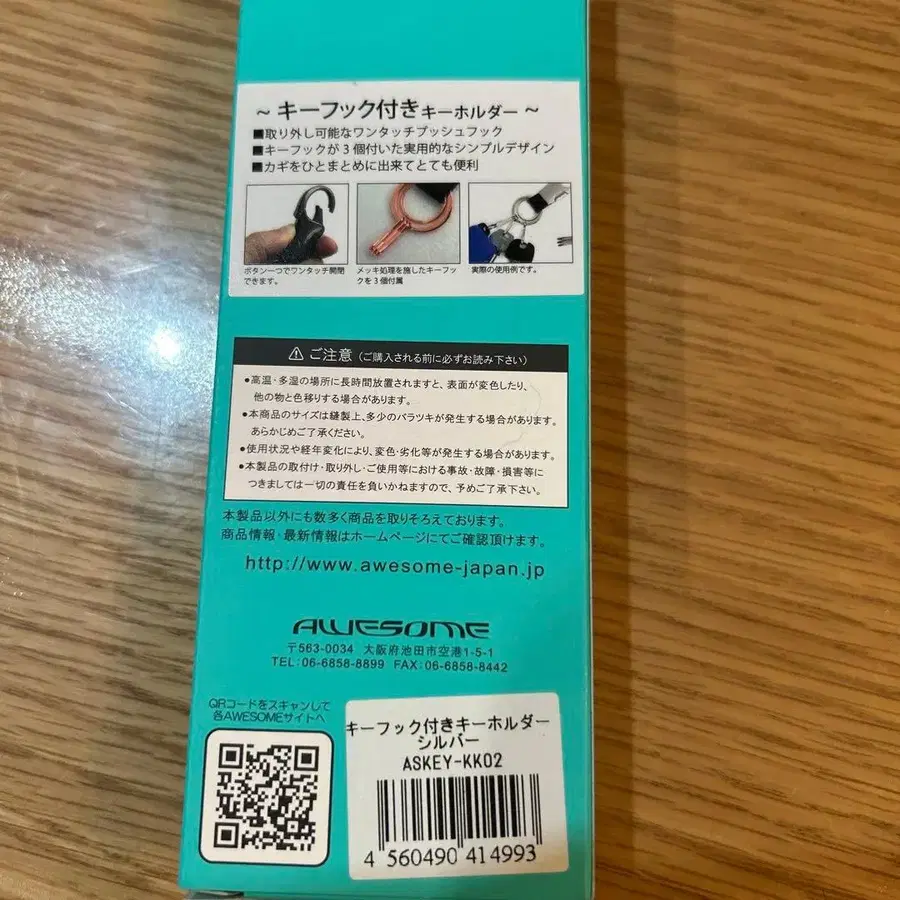 ～ キーフック付きキーホルダー ～
■取り外し可能なワンタッチプッシュフック
■キーフックが3個付いた実用的なシンプルデザイン
■カギをひとまとめに出来てとても便利
ボタン一つでワンタッチ開閉
できます。
メッキ処理を施したキーフッ
クを3個付属
実際の使用例です。
⚠ ご注意（ご購入される前に必ずお読み下さい）
●高温・多湿の場所に長時間放置されますと、表面が変色したり、
他の物と色移りする場合があります。
●本商品のサイズは縫製上、多少のバラツキが発生する場合があります。
あらかじめご了承ください。
●使用状況や経年変化により、変色・劣化等が発生する場合があります。
●本製品の取付け・取り外し・ご使用等における事故・故障・損害等に
つきましては一切の責任を負いかねますので、予めご了承下さい。
本製品以外にも数多く商品を取りそろえております。
商品情報・最新情報はホームページにてご確認頂けます。
http://www.awesome-japan.jp
AWESOME
〒563-0034 大阪府池田市空港1-5-1
TEL:06-6858-8899 FAX:06-6858-8442
QRコードをスキャンして
各AWESOMEサイトへ
キーフック付きキーホルダー
シルバー
ASKEY-KK02
4 560490 414993